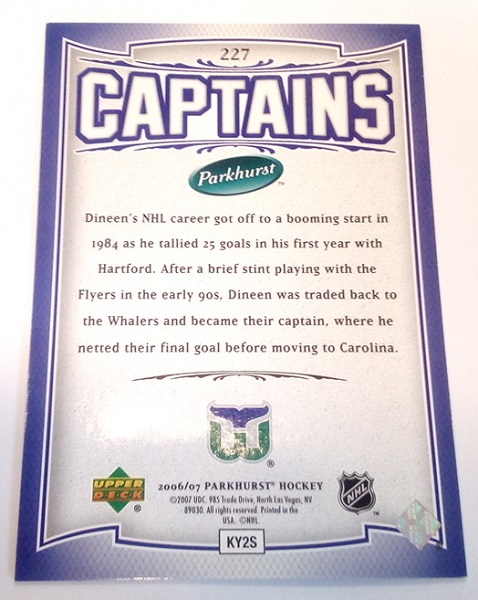 227
CAPTAINS
Parkhurst™
Dineen's NHL career got off to a booming start in
1984 as he tallied 25 goals in his first year with
Hartford. After a brief stint playing with the
Flyers in the early 90s, Dineen was traded back to
the Whalers and became their captain, where he
netted their final goal before moving to Carolina.
®
UPPER
DECK
®
2006/07 PARKHURST® HOCKEY
©2007 UDC. 985 Trade Drive, North Las Vegas, NV
89030. All rights reserved. Printed in the
USA. ©NHL.
NHL
™
KY2S